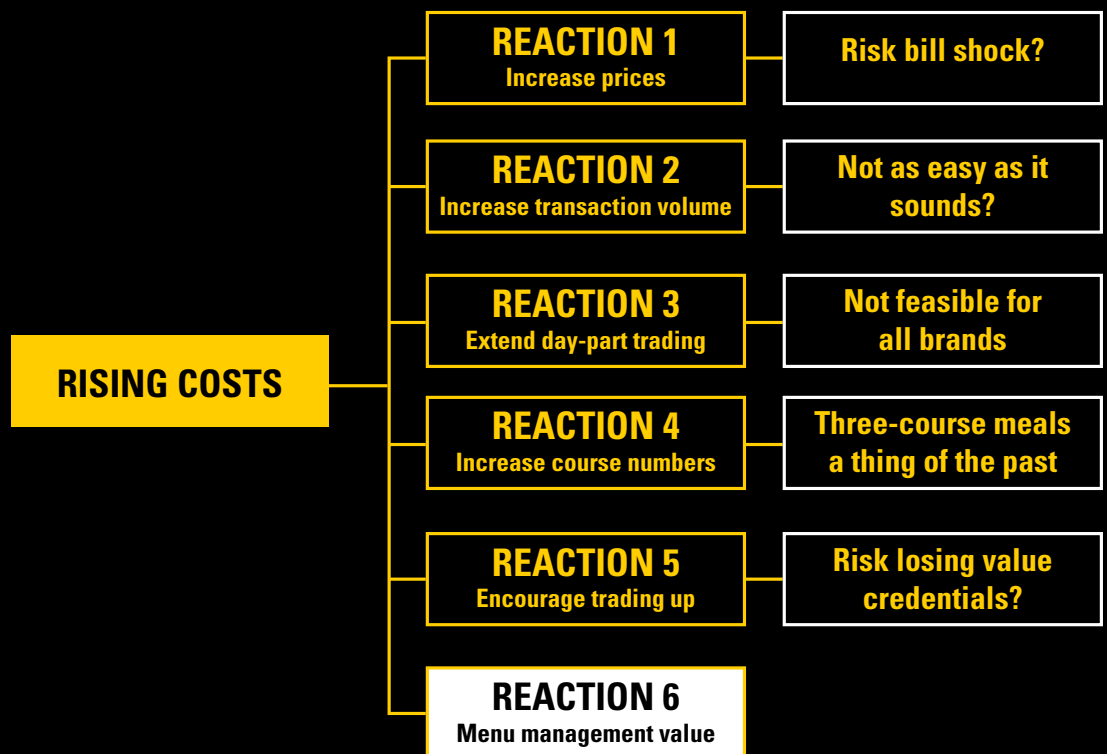 REACTION 1
Increase prices
Risk bill shock?
REACTION 2
Increase transaction volume
Not as easy as it
sounds?
REACTION 3
Extend day-part trading
Not feasible for
all brands
RISING COSTS
REACTION 4
Increase course numbers
Three-course meals
a thing of the past
REACTION 5
Encourage trading up
Risk losing value
credentials?
REACTION 6
Menu management value